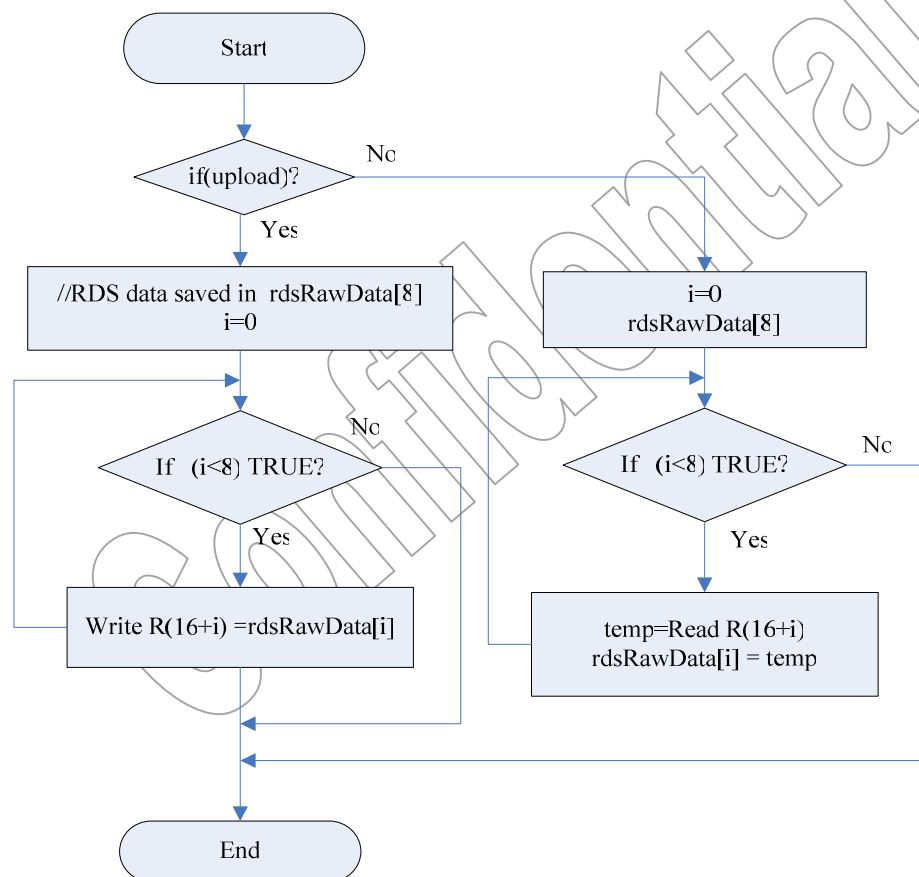 Start
if(upload)?
No
Yes
//RDS data saved in rdsRawData[8]
i=0
i=0
rdsRawData[8]
If (i<8) TRUE?
No
Yes
If (i<8) TRUE?
No
Yes
Write R(16+i) =rdsRawData[i]
temp=Read R(16+i)
rdsRawData[i] = temp
End
Confidential